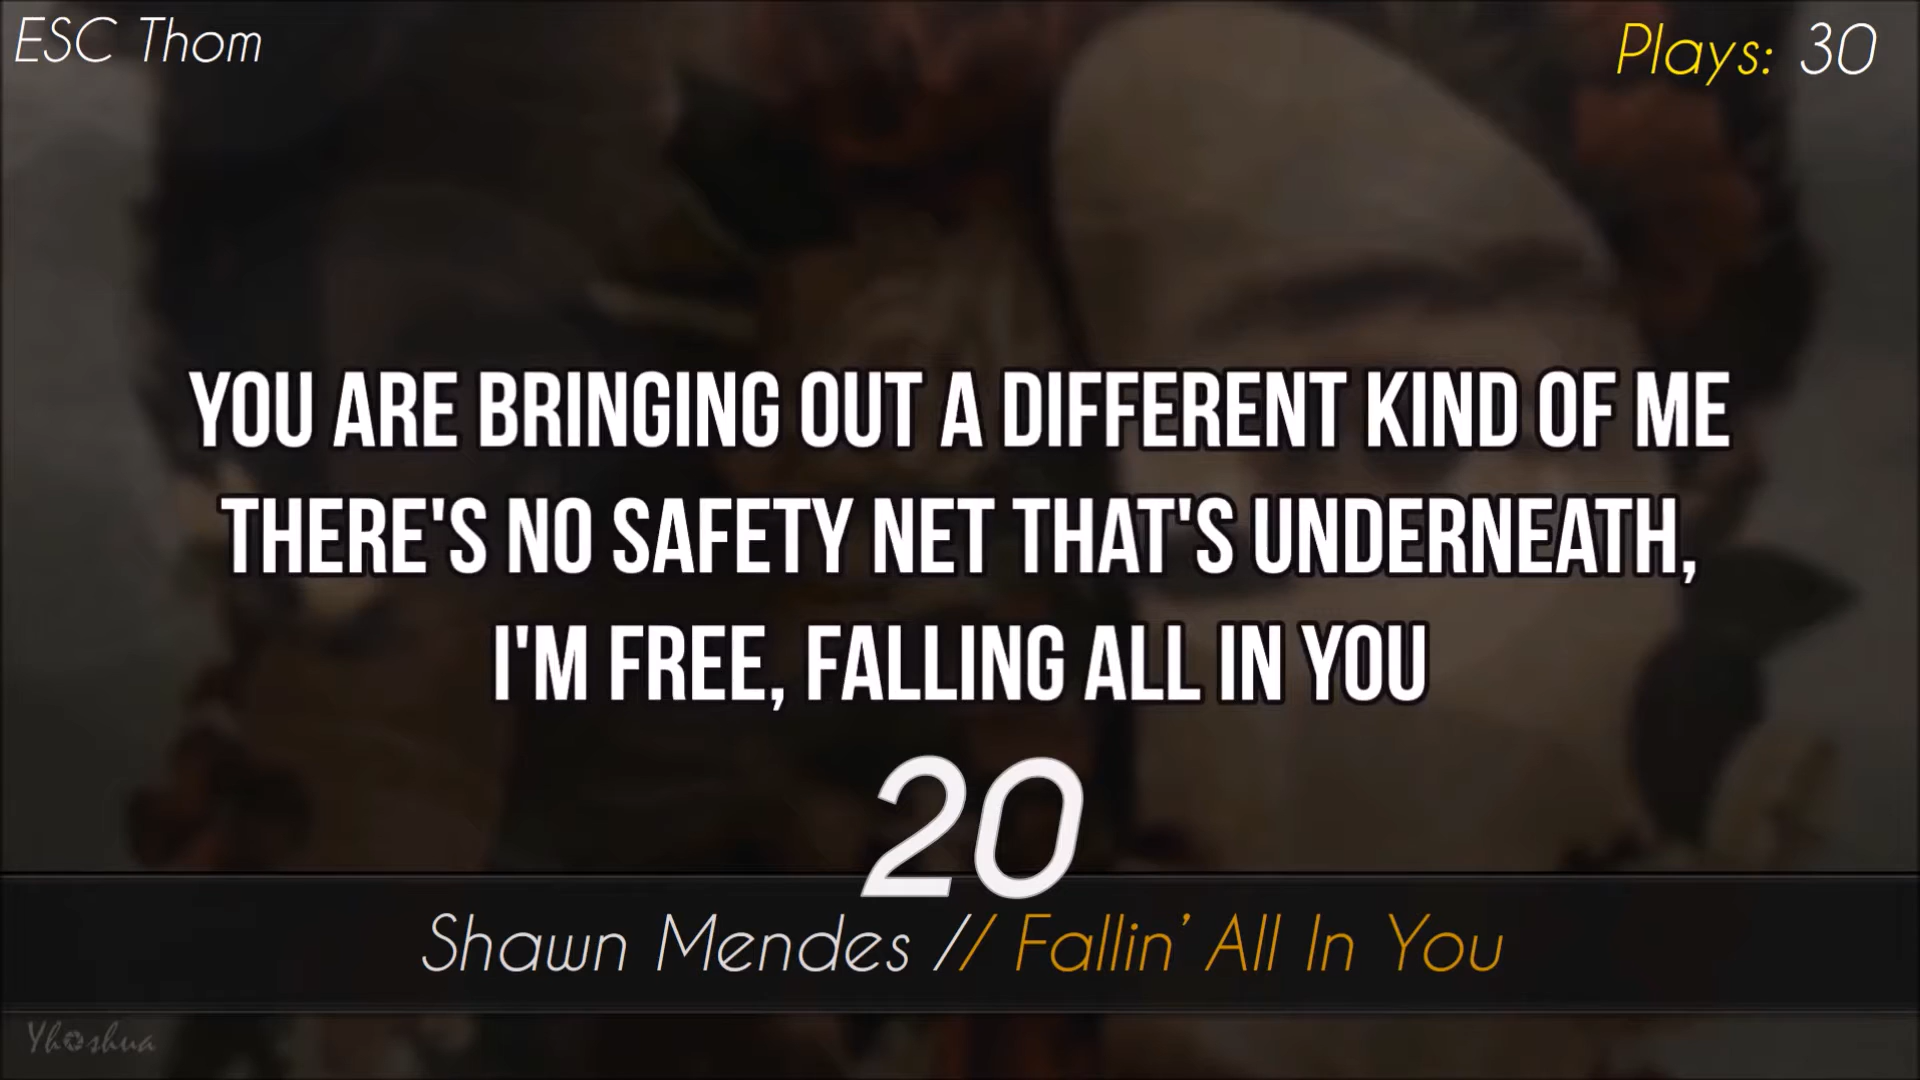 ESC Thom
Plays: 30
YOU ARE BRINGING OUT A DIFFERENT KIND OF ME
THERE'S NO SAFETY NET THAT'S UNDERNEATH,
I'M FREE, FALLING ALL IN YOU
20
Shawn Mendes // Fallin’ All In You
Yhoshua